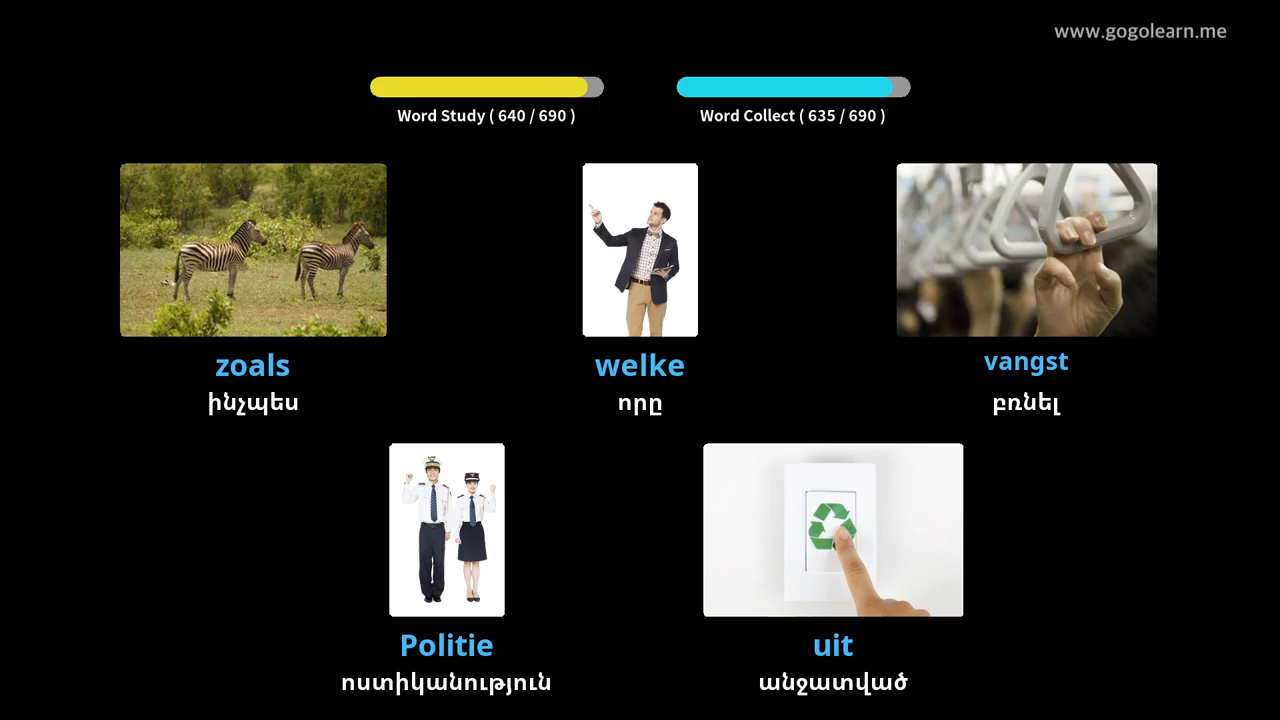 www.gogolearn.me
Word Study ( 640 / 690 )
Word Collect ( 635 / 690 )
zoals
ինչպես
welke
որը
vangst
բռնել
Politie
ոստիկանություն
uit
անջատված